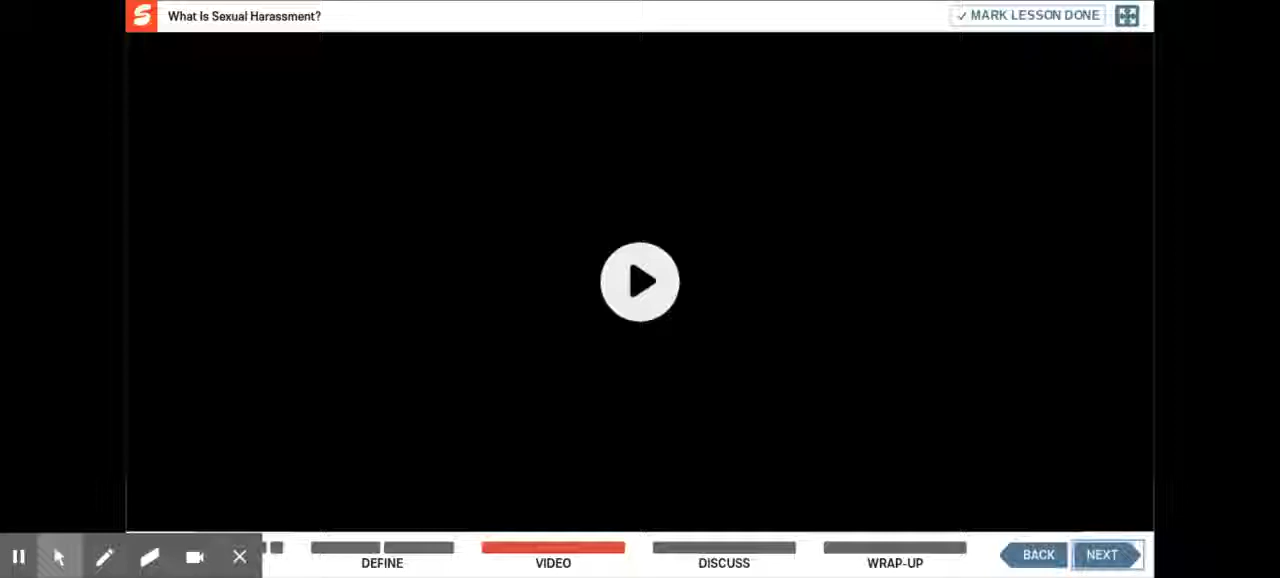 What Is Sexual Harassment?
✓ MARK LESSON DONE
DEFINE
VIDEO
DISCUSS
WRAP-UP
BACK
NEXT